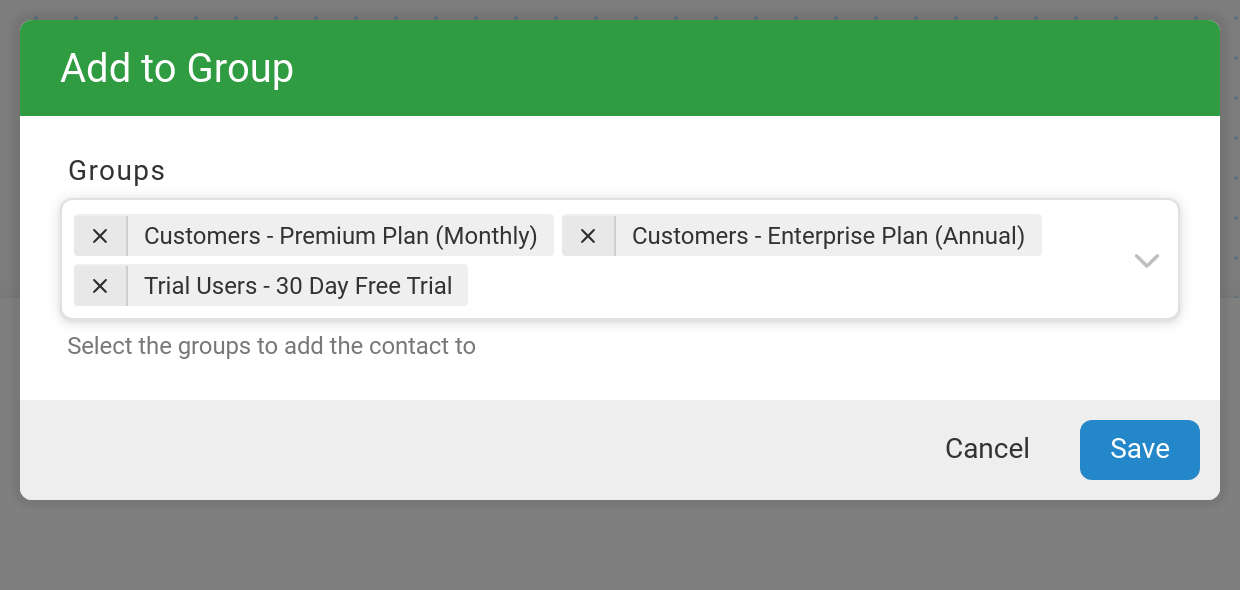 Add to Group
Groups
Customers - Premium Plan (Monthly) Customers - Enterprise Plan (Annual)
Trial Users - 30 Day Free Trial
Select the groups to add the contact to
Cancel Save